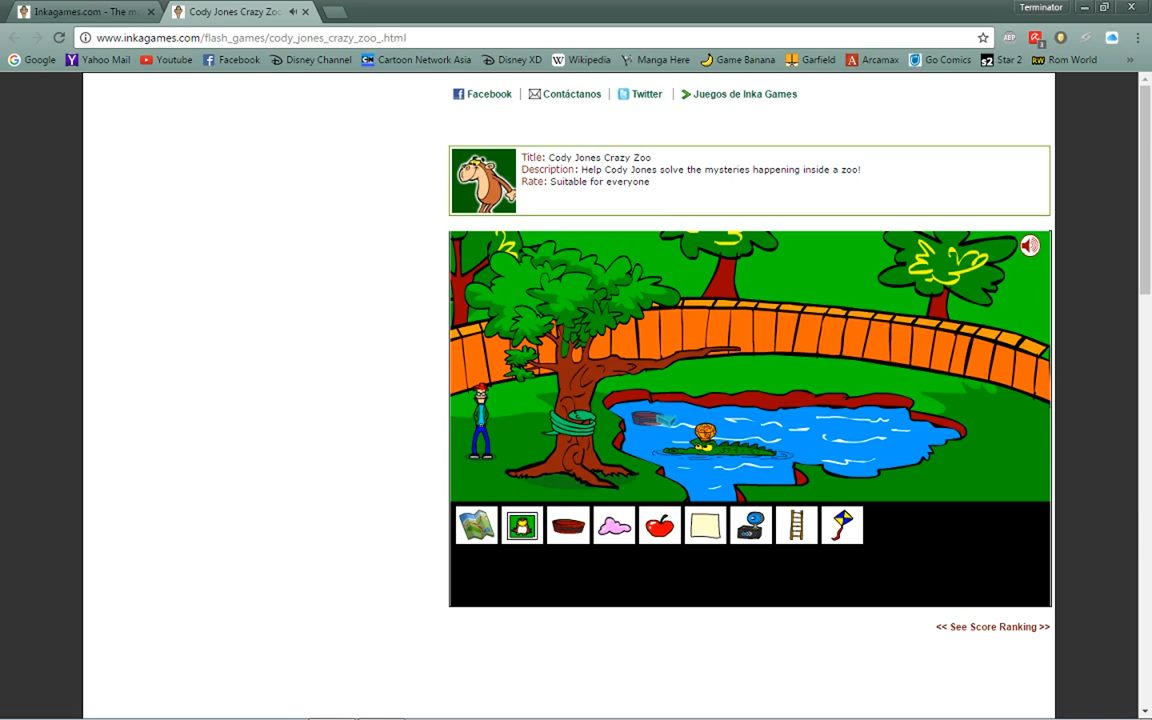 Terminator
Inkagames.com - The m
Cody Jones Crazy Zoo
www.inkagames.com/flash_games/cody_jones_crazy_zoo_.html
ABP
3
Google Yahoo Mail Youtube Facebook Disney Channel Cartoon Network Asia Disney XD Wikipedia Manga Here Game Banana Garfield Arcamax Go Comics Star 2 Rom World »
Facebook | Contáctanos | Twitter | Juegos de Inka Games
Title: Cody Jones Crazy Zoo
Description: Help Cody Jones solve the mysteries happening inside a zoo!
Rate: Suitable for everyone
<< See Score Ranking >>